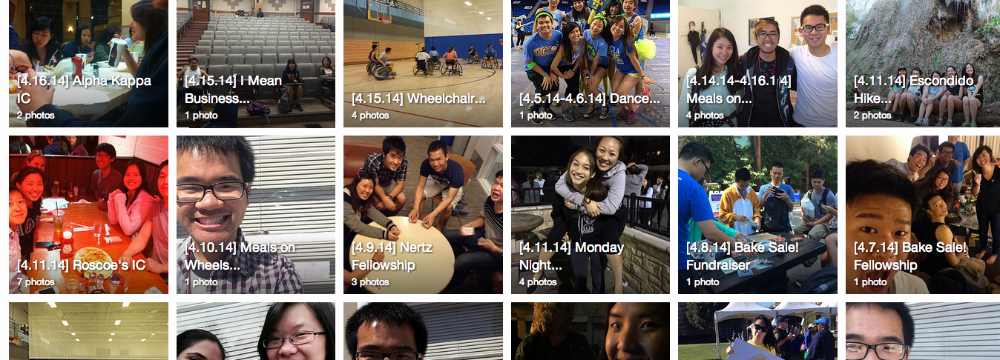 [4.16.14] Alpha Kappa
IC
2 photos
[4.15.14] I Mean
Business...
1 photo
[4.15.14] Wheelchair...
4 photos
UCLA
[4.5.14-4.6.14] Dance...
1 photo
[4.14.14-4.16.14]
Meals on...
4 photos
[4.11.14] Escondido
Hike...
2 photos
[4.11.14] Roscoe's IC
7 photos
[4.10.14] Meals on
Wheels...
1 photo
[4.9.14] Nertz
Fellowship
3 photos
[4.11.14] Monday
Night...
4 photos
[4.8.14] Bake Sale!
Fundraiser
1 photo
[4.7.14] Bake Sale!
Fellowship
1 photo